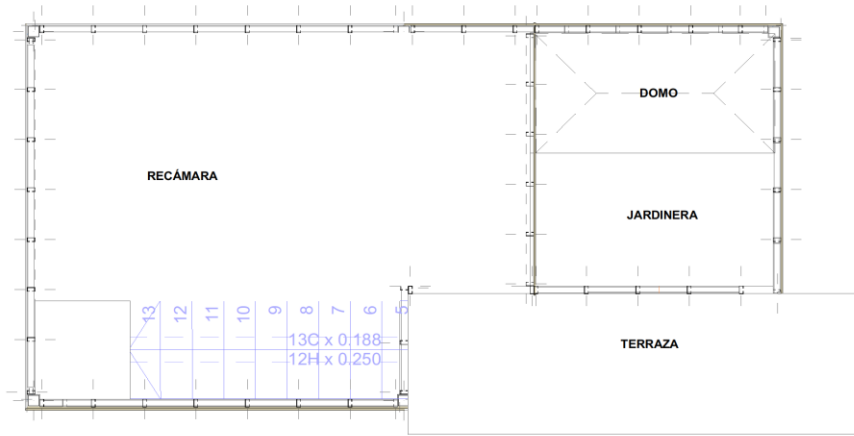 DOMO
RECÁMARA
JARDINERA
13 12 11 10 9 8 7 6 5
13C x 0.188
12H x 0.250
TERRAZA